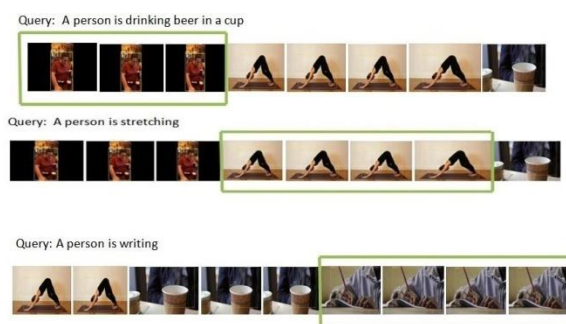 Query: A person is drinking beer in a cup
Query: A person is stretching
Query: A person is writing